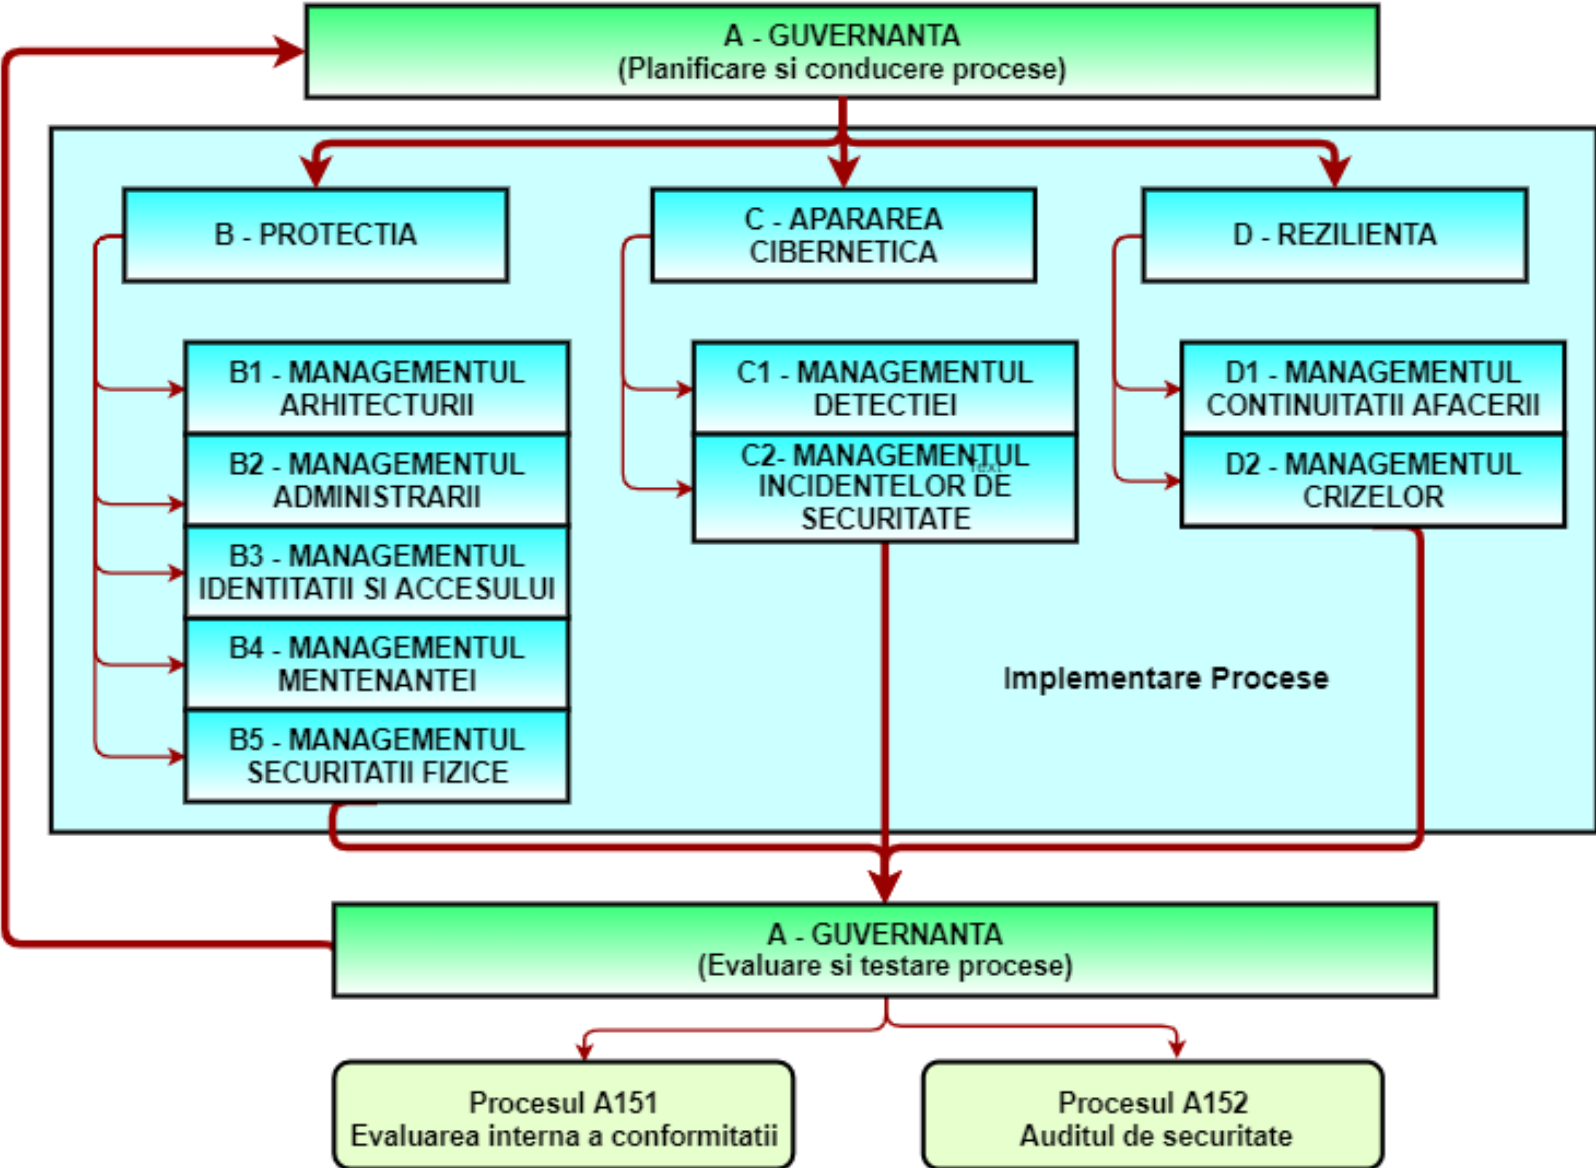 A - GUVERNANTA
(Planificare si conducere procese)
B - PROTECTIA
C - APARAREA
CIBERNETICA
D - REZILIENTA
B1 - MANAGEMENTUL
ARHITECTURII
B2 - MANAGEMENTUL
ADMINISTRARII
B3 - MANAGEMENTUL
IDENTITATII SI ACCESULUI
B4 - MANAGEMENTUL
MENTENANTEI
B5 - MANAGEMENTUL
SECURITATII FIZICE
C1 - MANAGEMENTUL
DETECTIEI
C2- MANAGEMENTUL
Text
INCIDENTELOR DE
SECURITATE
D1 - MANAGEMENTUL
CONTINUITATII AFACERII
D2 - MANAGEMENTUL
CRIZELOR
Implementare Procese
A - GUVERNANTA
(Evaluare si testare procese)
Procesul A151
Evaluarea interna a conformitatii
Procesul A152
Auditul de securitate